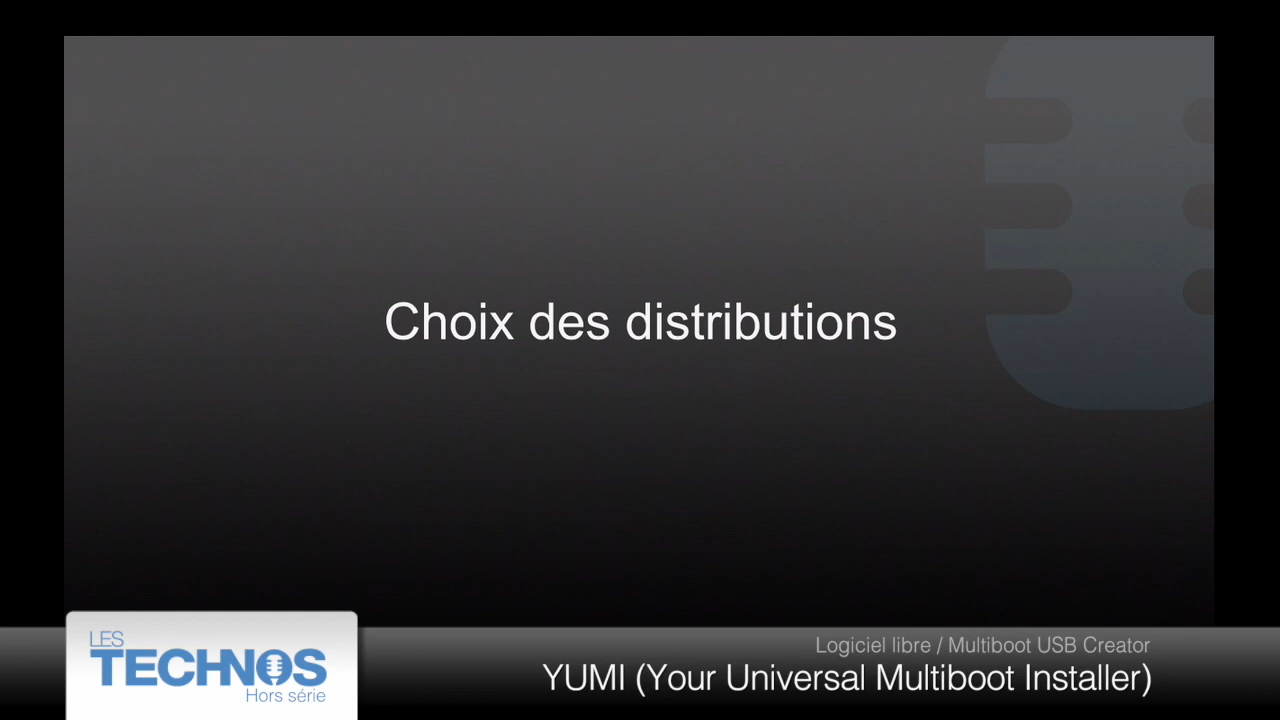 Choix des distributions
LES
TECHNOS
Hors série
Logiciel libre / Multiboot USB Creator
YUMI (Your Universal Multiboot Installer)